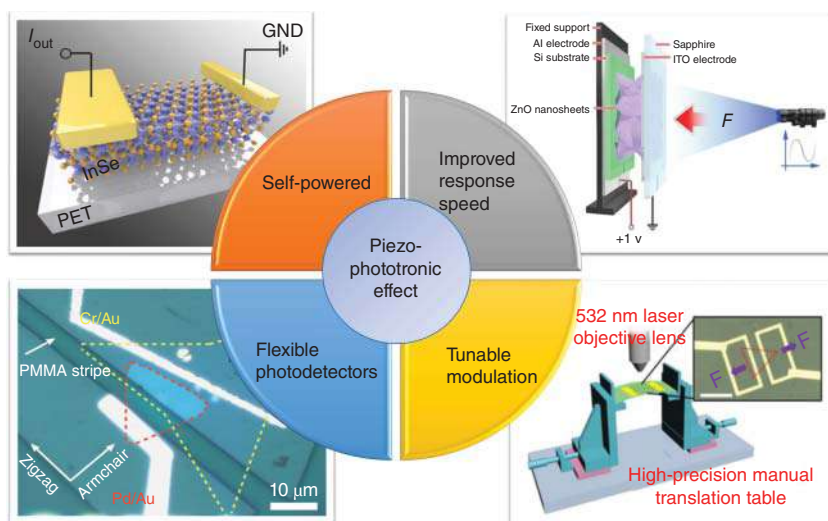 I_out
GND
InSe
PET
Fixed support
Al electrode
Si substrate
ZnO nanosheets
Sapphire
ITO electrode
F
+1 v
Self-powered
Improved
response
speed
Piezo-
phototronic
effect
Flexible
photodetectors
Tunable
modulation
Cr/Au
PMMA stripe
Zigzag
Armchair
Pd/Au
10 μm
532 nm laser
objective lens
F
F
High-precision manual
translation table